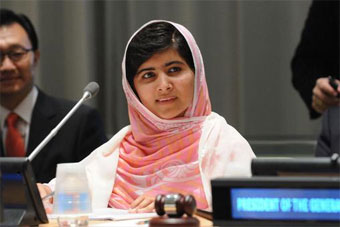 PRESIDENT OF THE GENERA